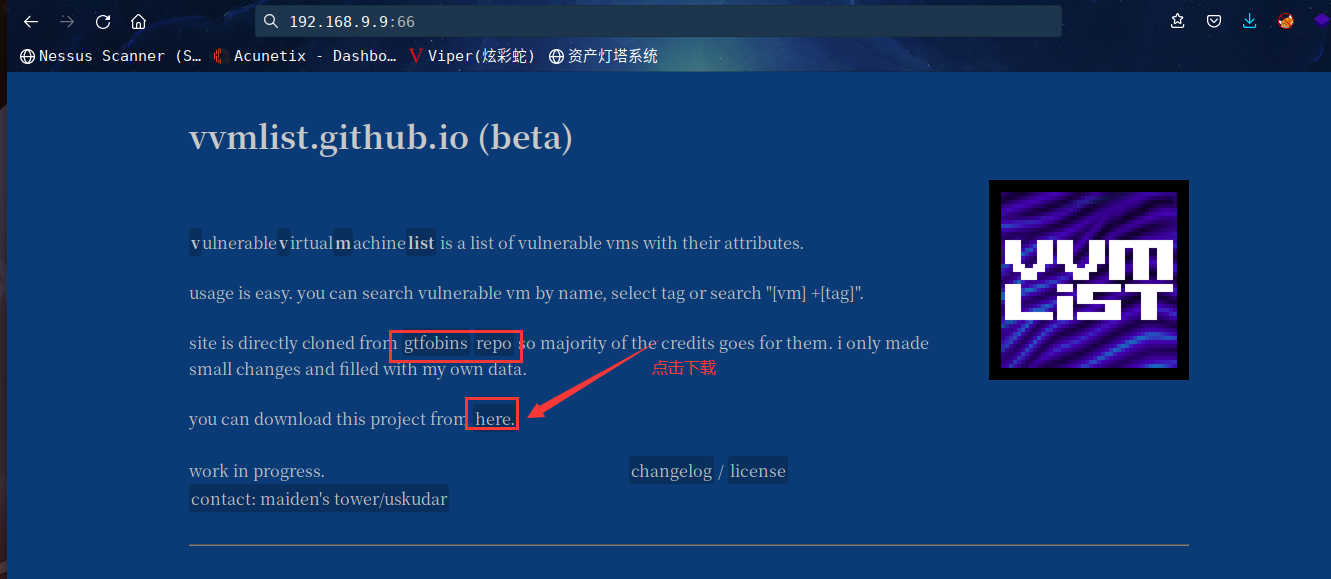 192.168.9.9:66
Nessus Scanner (S… Acunetix - Dashbo… Viper(炫彩蛇) 资产灯塔系统
vvmlist.github.io (beta)
vulnerable virtual machine list is a list of vulnerable vms with their attributes.
usage is easy. you can search vulnerable vm by name, select tag or search "[vm] +[tag]".
site is directly cloned from gtfobins repo so majority of the credits goes for them. i only made
small changes and filled with my own data.
点击下载
you can download this project from here.
work in progress.
changelog / license
contact: maiden's tower/uskudar
VVM
LiST